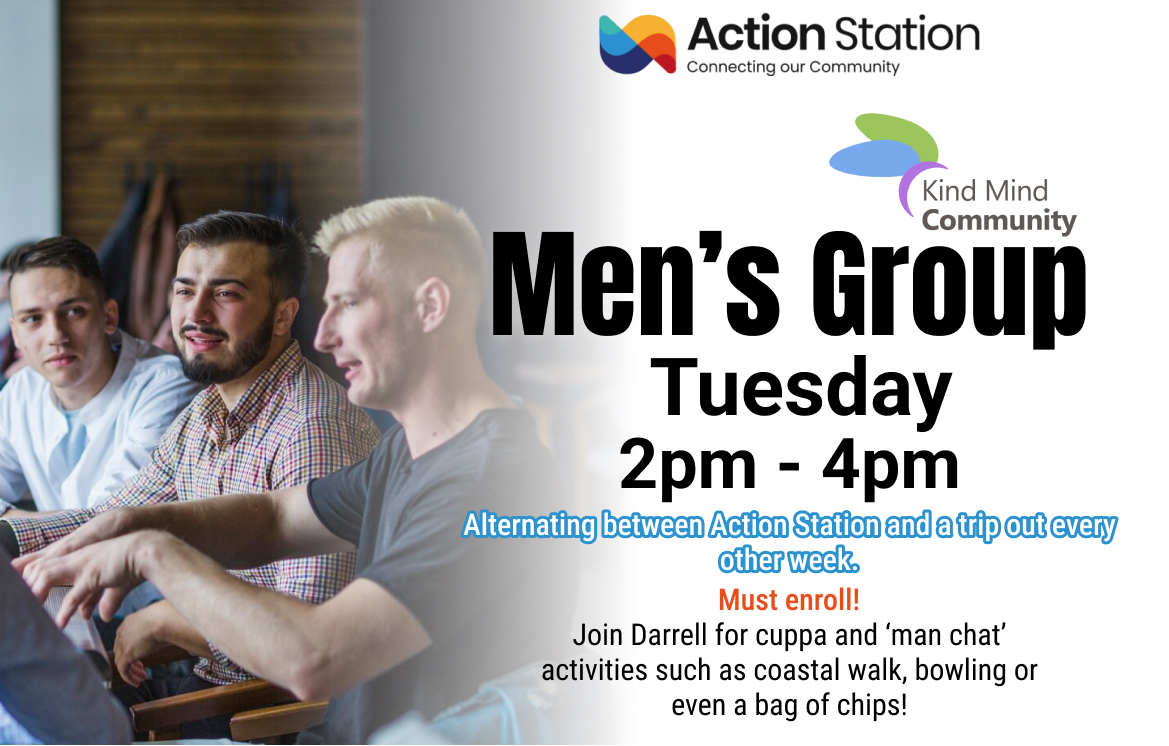 Action Station
Connecting our Community
Kind Mind
Community
Men’s Group
Tuesday
2pm - 4pm
Alternating between Action Station and a trip out every
other week.
Must enroll!
Join Darrell for cuppa and ‘man chat’
activities such as coastal walk, bowling or
even a bag of chips!